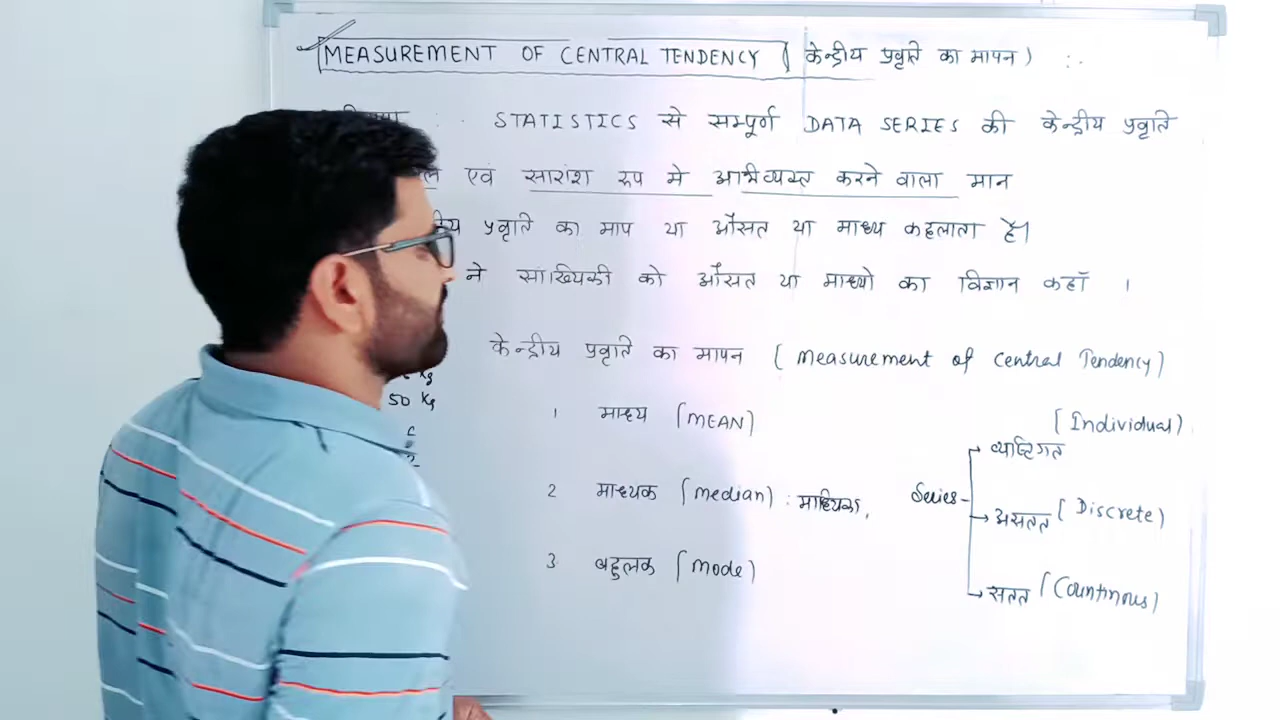 MEASUREMENT OF CENTRAL TENDENCY ( केन्द्रीय प्रवृति का मापन ) :.
: . STATISTICS से सम्पूर्ण DATA SERIES की केन्द्रीय प्रवृति
एवं सारांश रूप मे अभिव्यक्त करने वाला मान
प्रवृति का माप या औसत या माध्य कहलाता है।
ने सांख्यिकी को औसत या माध्यो का विज्ञान कहाँ ।
केन्द्रीय प्रवृति का मापन ( Measurement of Central Tendency)
Kg
50 Kg
1 माध्य (MEAN)
2 माध्यक (Median) : माध्यिका,
3 बहुलक (Mode)
Series
(Individual)
व्याष्टिगत
असतत (Discrete)
सतत (Countinous)